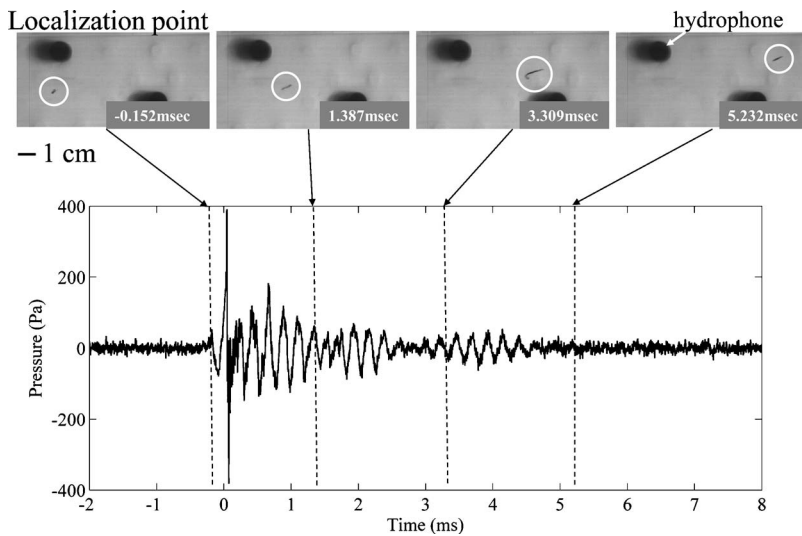 Localization point
hydrophone
-0.152msec
1.387msec
3.309msec
5.232msec
1 cm
400
200
0
-200
-400
Pressure (Pa)
-2 -1 0 1 2 3 4 5 6 7 8
Time (ms)